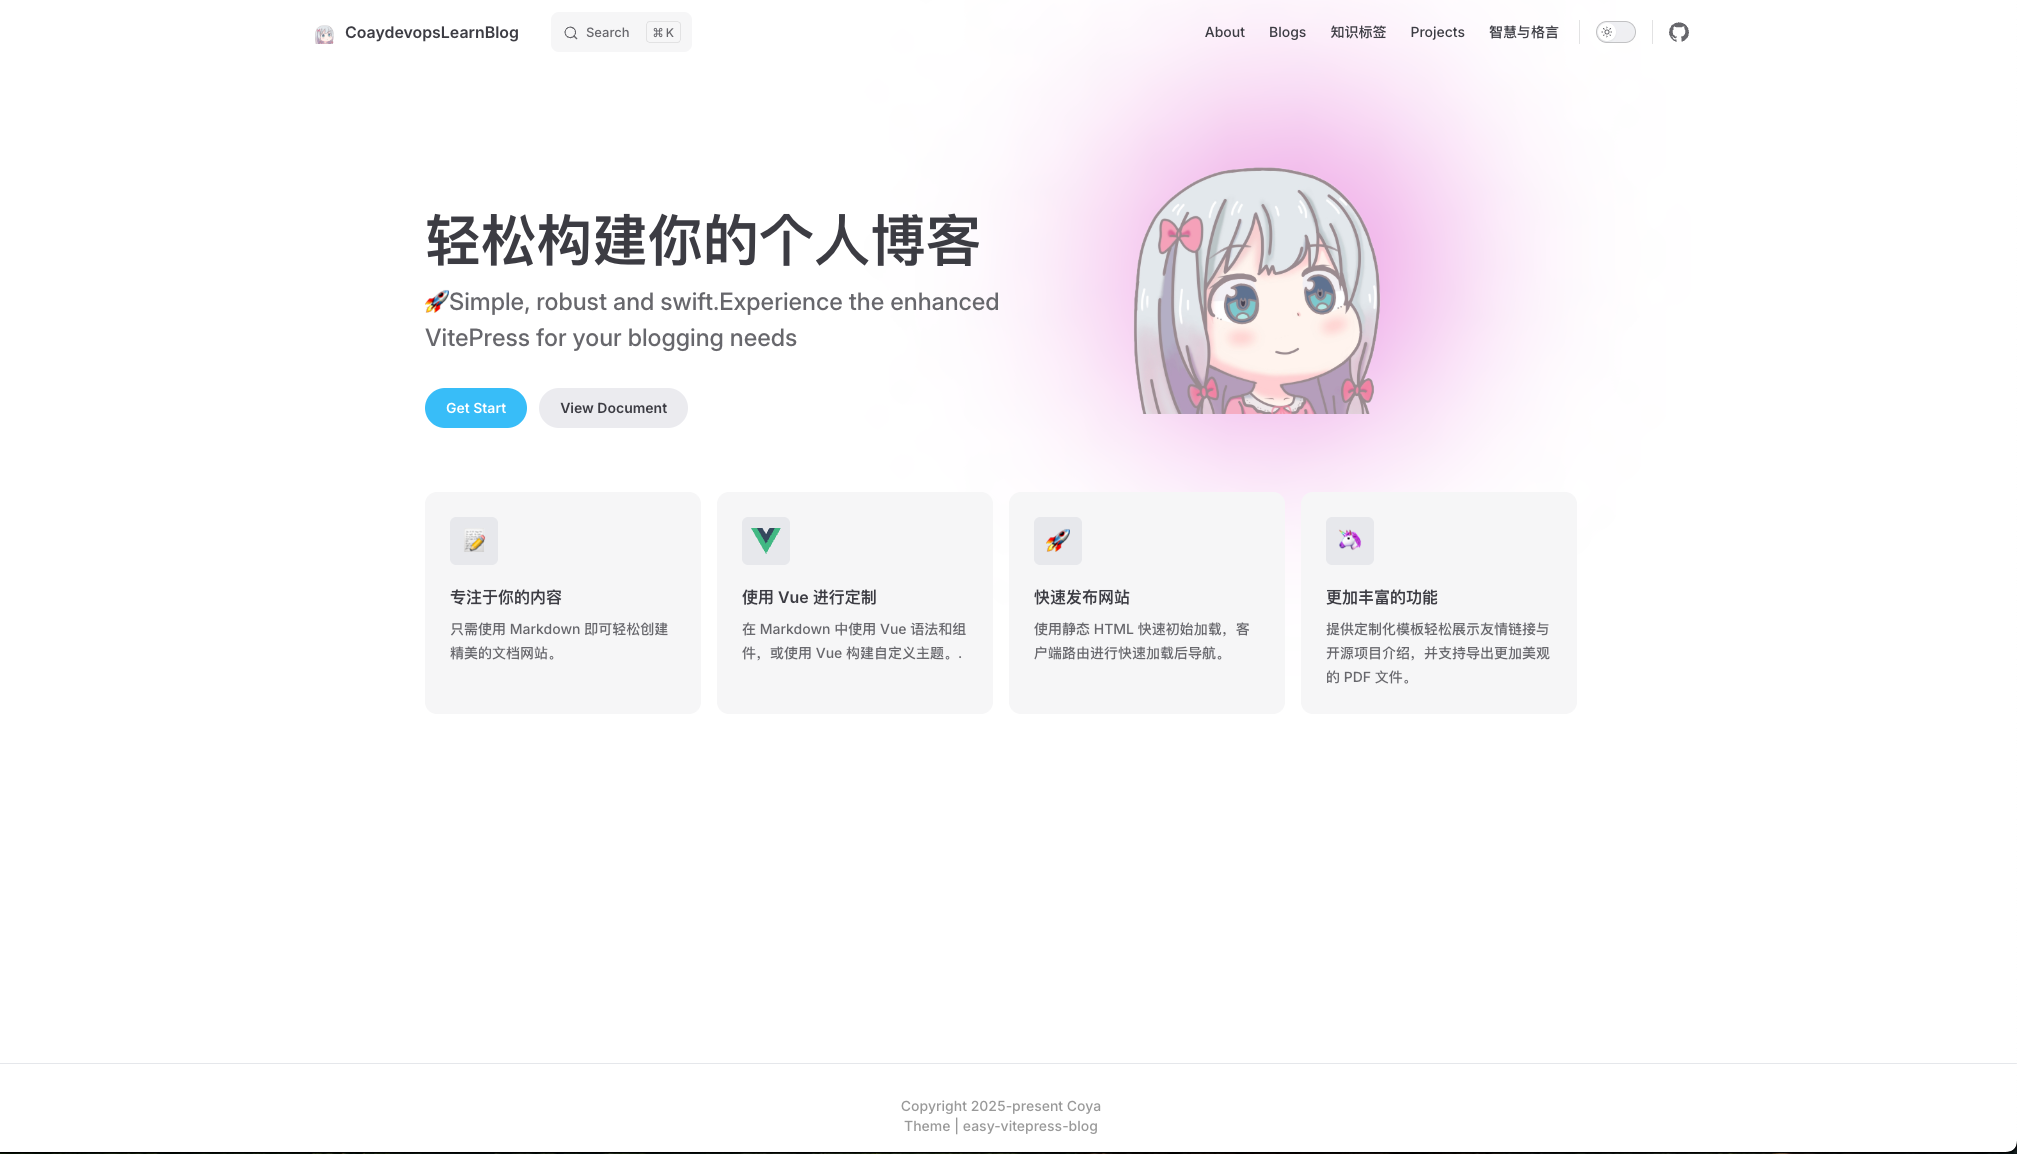 CoaydevopsLearnBlog
Search ⌘ K
About Blogs 知识标签 Projects 智慧与格言
轻松构建你的个人博客
🚀Simple, robust and swift.Experience the enhanced
VitePress for your blogging needs
Get Start View Document
专注于你的内容
只需使用 Markdown 即可轻松创建
精美的文档网站。
使用 Vue 进行定制
在 Markdown 中使用 Vue 语法和组
件，或使用 Vue 构建自定义主题。.
快速发布网站
使用静态 HTML 快速初始加载，客
户端路由进行快速加载后导航。
更加丰富的功能
提供定制化模板轻松展示友情链接与
开源项目介绍，并支持导出更加美观
的 PDF 文件。
Copyright 2025-present Coya
Theme | easy-vitepress-blog